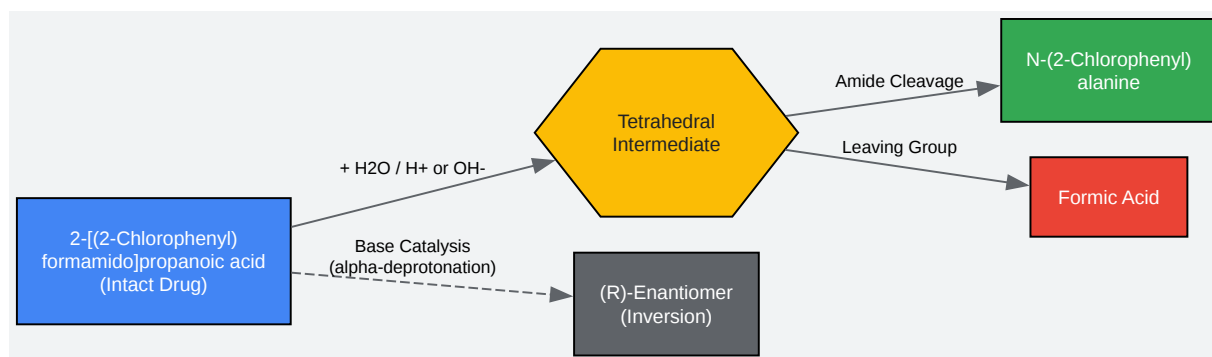 2-[(2-Chlorophenyl)
formamido]propanoic acid
(Intact Drug)
+ H2O / H+ or OH-
Base Catalysis
(alpha-deprotonation)
Tetrahedral
Intermediate
(R)-Enantiomer
(Inversion)
Amide Cleavage
Leaving Group
N-(2-Chlorophenyl)
alanine
Formic Acid